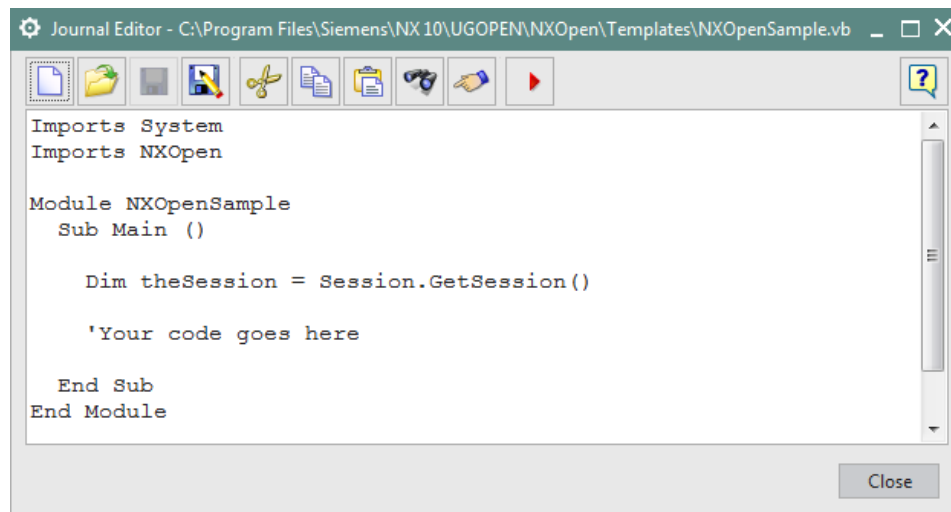 Journal Editor - C:\Program Files\Siemens\NX 10\UGOPEN\NXOpen\Templates\NXOpenSample.vb
Imports System
Imports NXOpen
Module NXOpenSample
Sub Main ()
Dim theSession = Session.GetSession()
'Your code goes here
End Sub
End Module
Close